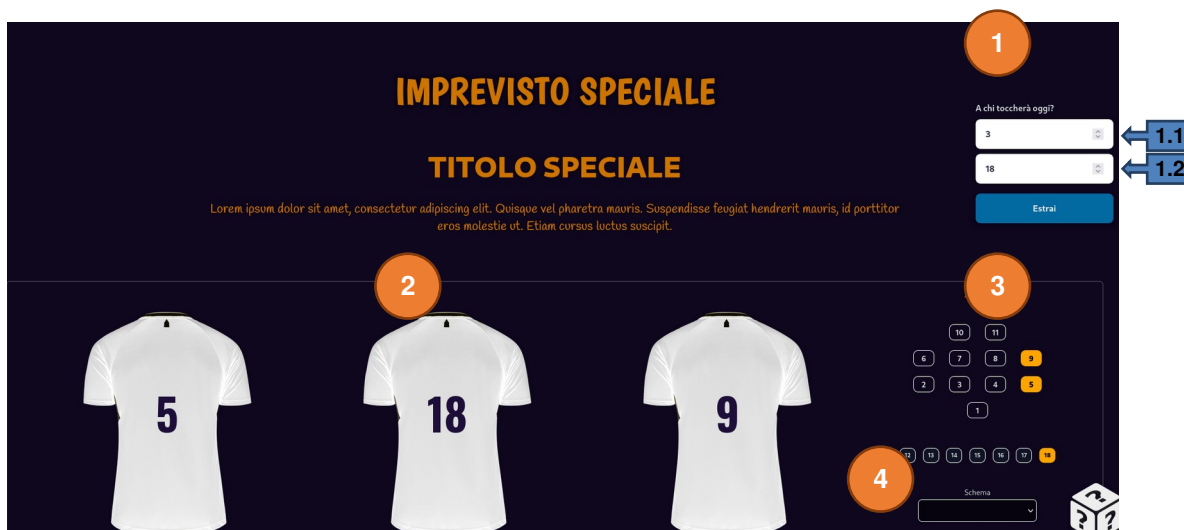 1
IMPREVISTO SPECIALE
A chi toccherà oggi?
3
1.1
TITOLO SPECIALE
18
1.2
Lorem ipsum dolor sit amet, consectetur adipiscing elit. Quisque vel pharetra mauris. Suspendisse feugiat hendrerit mauris, id porttitor
eros molestie ut. Etiam cursus luctus suscipit.
Estrai
2
3
5
18
9
10 11
6 7 8 9
2 3 4 5
1
12 13 14 15 16 17 18
4
Schema
? ? ?